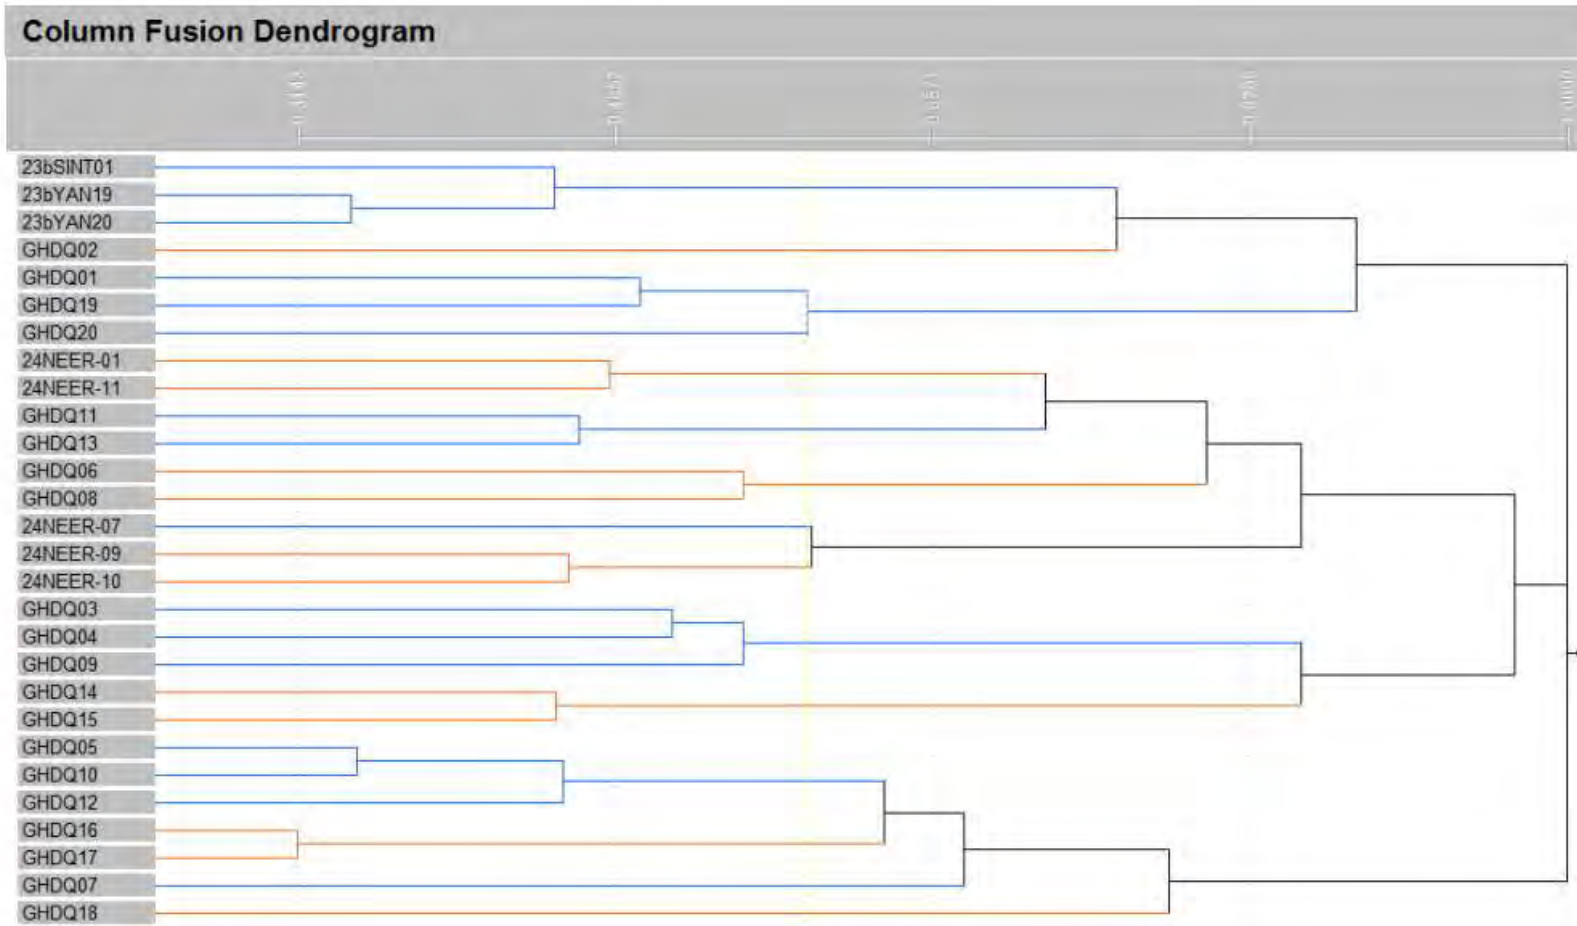 Column Fusion Dendrogram
23bSINT01
23bYAN19
23bYAN20
GHDQ02
GHDQ01
GHDQ19
GHDQ20
24NEER-01
24NEER-11
GHDQ11
GHDQ13
GHDQ06
GHDQ08
24NEER-07
24NEER-09
24NEER-10
GHDQ03
GHDQ04
GHDQ09
GHDQ14
GHDQ15
GHDQ05
GHDQ10
GHDQ12
GHDQ16
GHDQ17
GHDQ07
GHDQ18